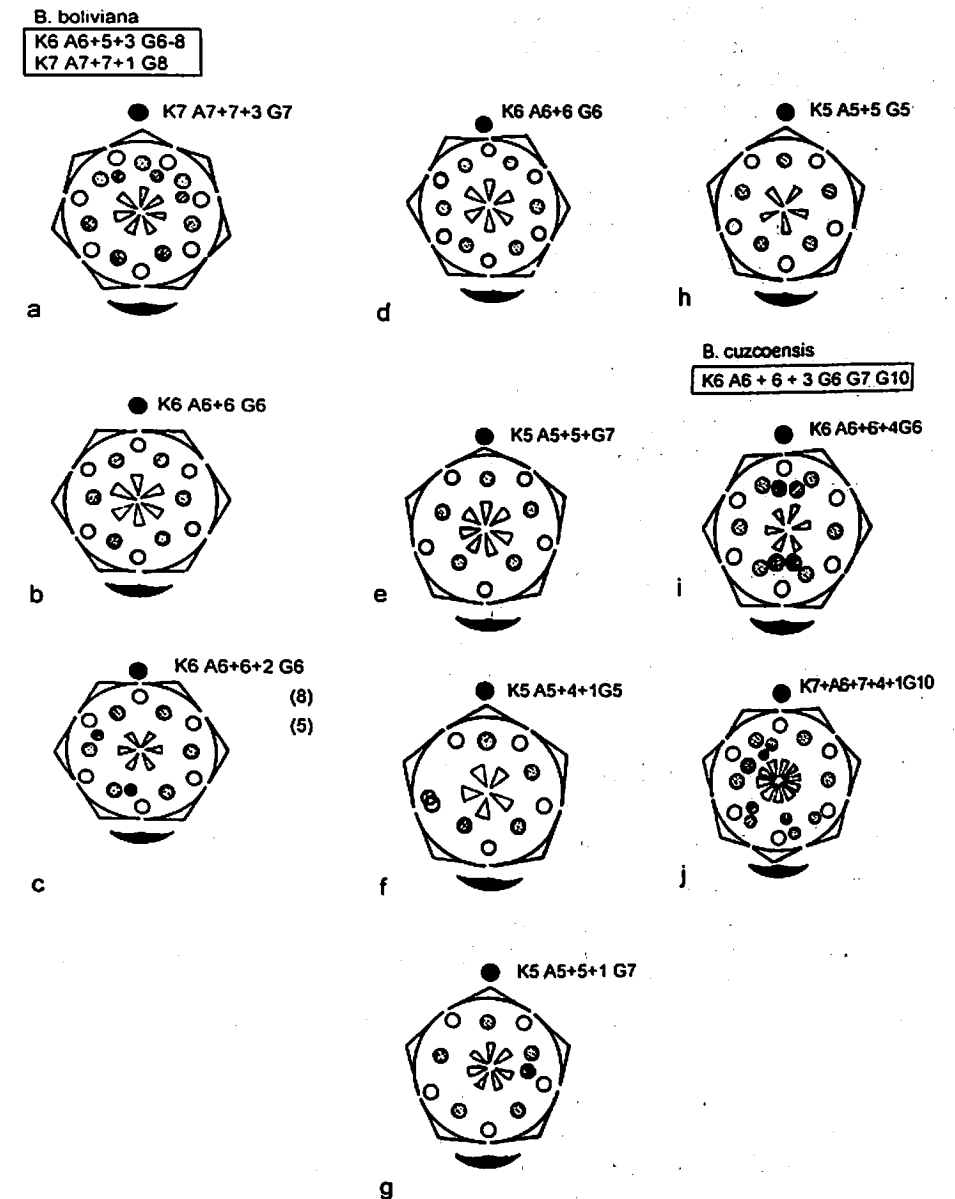 B. boliviana
K6 A6+5+3 G6-8
K7 A7+7+1 G8
K7 A7+7+3 G7
a
K6 A6+6 G6
b
K6 A6+6+2 G6
(8)
(5)
c
K6 A6+6 G6
d
K5 A5+5+G7
e
K5 A5+4+1G5
f
K5 A5+5+1 G7
g
K5 A5+5 G5
h
B. cuzcoensis
K6 A6 + 6 + 3 G6 G7 G10
K6 A6+6+4G6
i
K7+A6+7+4+1G10
j